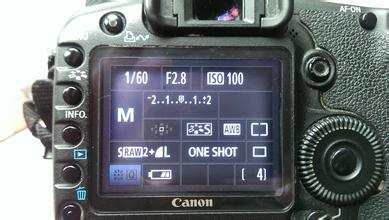 AF-ON
MENU
1/60 F2.8 ISO 100
-2..1..0..1.:2
M
S AWB
INFO.
SRAW2+L ONE SHOT
Q [ 4]
Canon